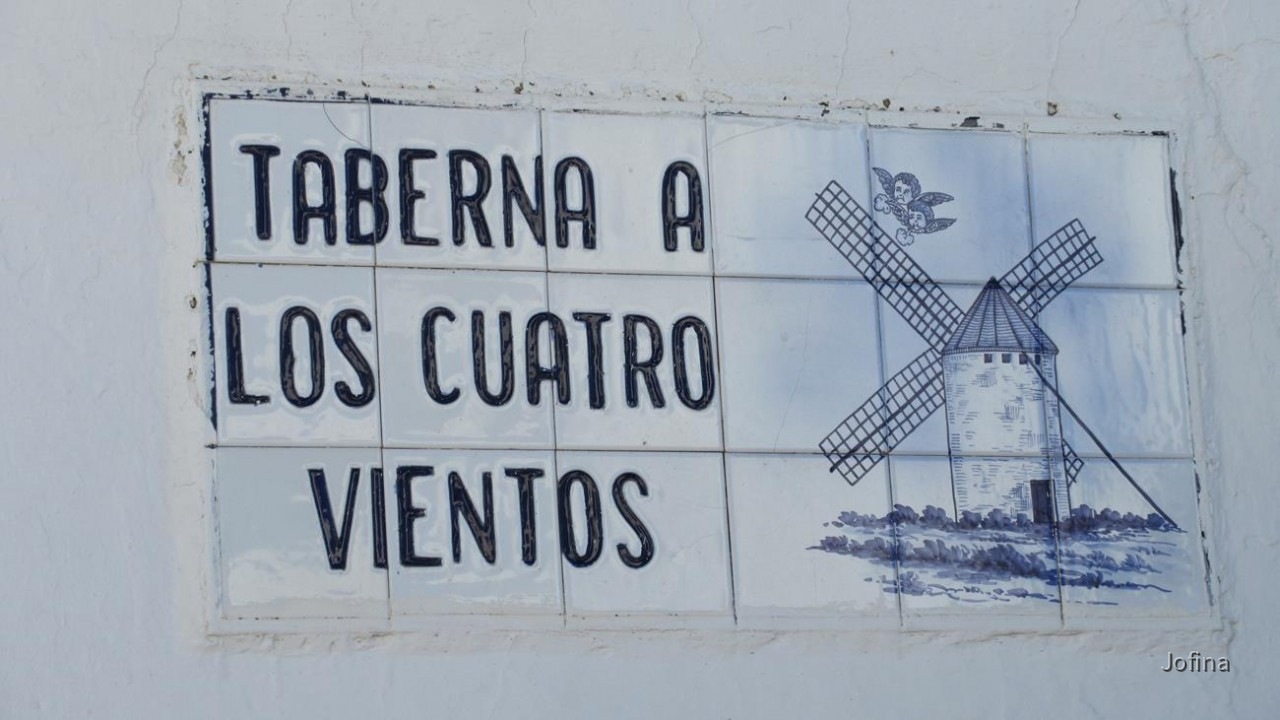 TABERNA A
LOS CUATRO
VIENTOS
Jofina